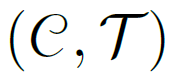 (𝒞, 𝒯)